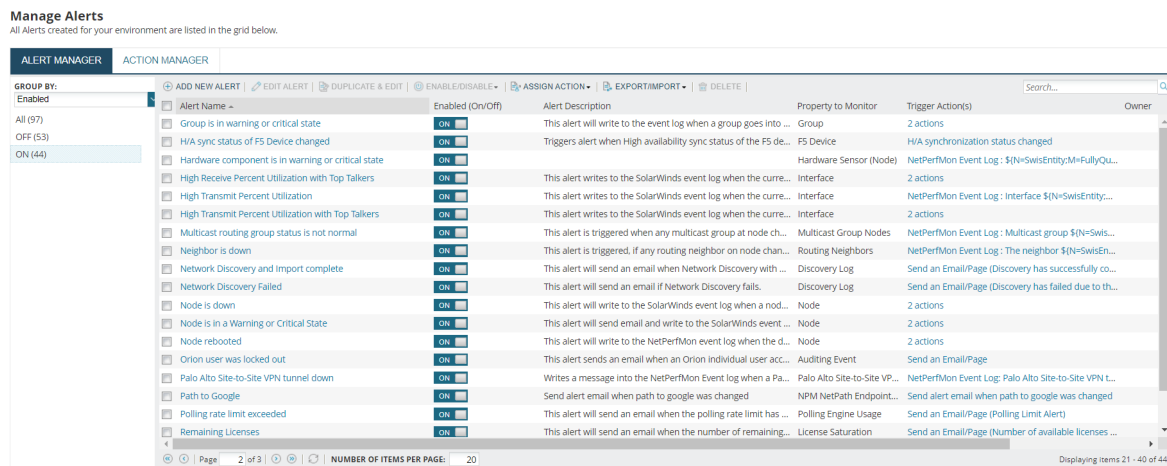 Manage Alerts
All Alerts created for your environment are listed in the grid below.
ALERT MANAGER ACTION MANAGER
GROUP BY:
Enabled
All (97)
OFF (53)
ON (44)
ADD NEW ALERT | EDIT ALERT | DUPLICATE & EDIT | ENABLE/DISABLE | ASSIGN ACTION | EXPORT/IMPORT | DELETE | Search...
Alert Name Enabled (On/Off) Alert Description Property to Monitor Trigger Action(s) Owner
Group is in warning or critical state ON This alert will write to the event log when a group goes into ... Group 2 actions
H/A sync status of F5 Device changed ON Triggers alert when High availability sync status of the F5 de... F5 Device H/A synchronization status changed
Hardware component is in warning or critical state ON Hardware Sensor (Node) NetPerfMon Event Log : ${N=SwisEntity;M=FullyQu...
High Receive Percent Utilization with Top Talkers ON This alert writes to the SolarWinds event log when the curre... Interface 2 actions
High Transmit Percent Utilization ON This alert writes to the SolarWinds event log when the curre... Interface NetPerfMon Event Log : Interface ${N=SwisEntity;...
High Transmit Percent Utilization with Top Talkers ON This alert writes to the SolarWinds event log when the curre... Interface 2 actions
Multicast routing group status is not normal ON This alert is triggered when any multicast group at node ch... Multicast Group Nodes NetPerfMon Event Log : Multicast group ${N=Swis...
Neighbor is down ON This alert is triggered, if any routing neighbor on node chan... Routing Neighbors NetPerfMon Event Log : The neighbor ${N=SwisEn...
Network Discovery and Import complete ON This alert will send an email when Network Discovery with ... Discovery Log Send an Email/Page (Discovery has successfully co...
Network Discovery Failed ON This alert will send an email if Network Discovery fails. Discovery Log Send an Email/Page (Discovery has failed due to th...
Node is down ON This alert will write to the SolarWinds event log when a nod... Node 2 actions
Node is in a Warning or Critical State ON This alert will send email and write to the SolarWinds event ... Node 2 actions
Node rebooted ON This alert will write to the NetPerfMon event log when the d... Node 2 actions
Orion user was locked out ON This alert sends an email when an Orion individual user acc... Auditing Event Send an Email/Page
Palo Alto Site-to-Site VPN tunnel down ON Writes a message into the NetPerfMon Event log when a Pa... Palo Alto Site-to-Site VP... NetPerfMon Event Log: Palo Alto Site-to-Site VPN t...
Path to Google ON Send alert email when path to google was changed NPM NetPath Endpoint... Send alert email when path to google was changed
Polling rate limit exceeded ON This alert will send an email when the polling rate limit has ... Polling Engine Usage Send an Email/Page (Polling Limit Alert)
Remaining Licenses ON This alert will send an email when the number of remaining... License Saturation Send an Email/Page (Number of available licenses ...
Page 2 of 3 NUMBER OF ITEMS PER PAGE: 20 Displaying items 21 - 40 of 44